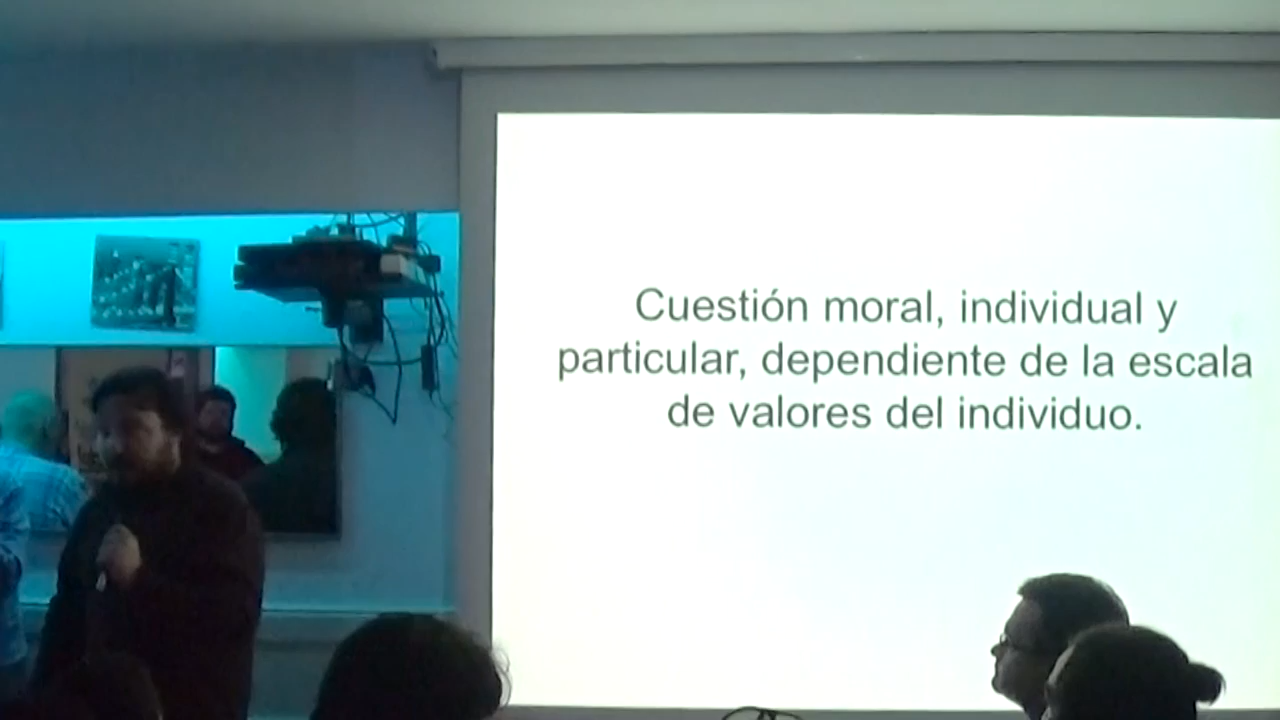 Cuestión moral, individual y
particular, dependiente de la escala
de valores del individuo.